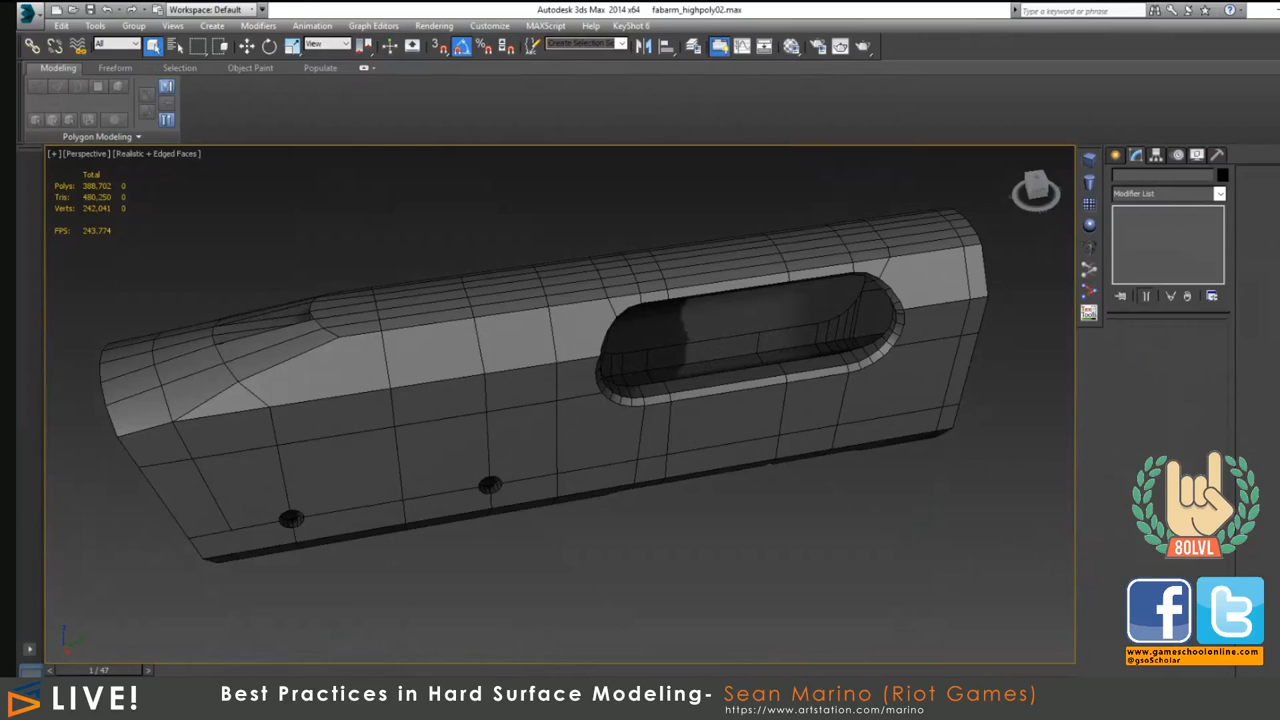 Workspace: Default
Autodesk 3ds Max 2014 x64    fabarm_highpoly02.max
Type a keyword or phrase
Edit Tools Group Views Create Modifiers Animation Graph Editors Rendering Customize MAXScript Help KeyShot 6
All
View
Create Selection Se
Modeling Freeform Selection Object Paint Populate
Polygon Modeling
[+][Perspective][Realistic + Edged Faces]
Total
Polys: 388,702 0
Tris: 480,250 0
Verts: 242,041 0
FPS: 243.774
Modifier List
80LVL
www.gameschoolonline.com
@gsoScholar
1 / 47
LIVE! Best Practices in Hard Surface Modeling- Sean Marino (Riot Games)
https://www.artstation.com/marino